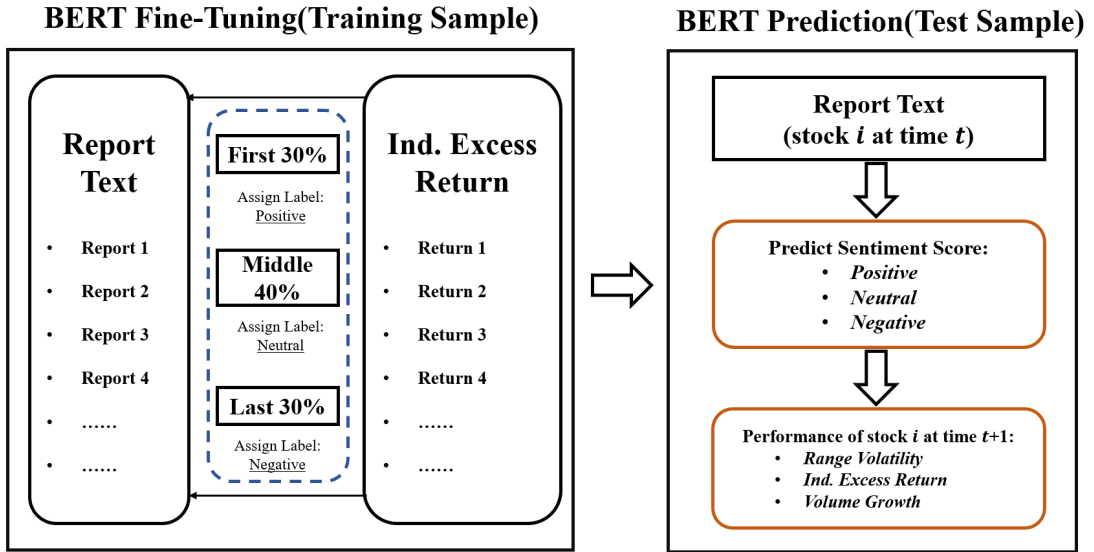 BERT Fine-Tuning(Training Sample)
Report
Text
• Report 1
• Report 2
• Report 3
• Report 4
• ......
• ......
First 30%
Assign Label:
Positive
Middle
40%
Assign Label:
Neutral
Last 30%
Assign Label:
Negative
Ind. Excess
Return
• Return 1
• Return 2
• Return 3
• Return 4
• ......
• ......
BERT Prediction(Test Sample)
Report Text
(stock i at time t)
Predict Sentiment Score:
• Positive
• Neutral
• Negative
Performance of stock i at time t+1:
• Range Volatility
• Ind. Excess Return
• Volume Growth